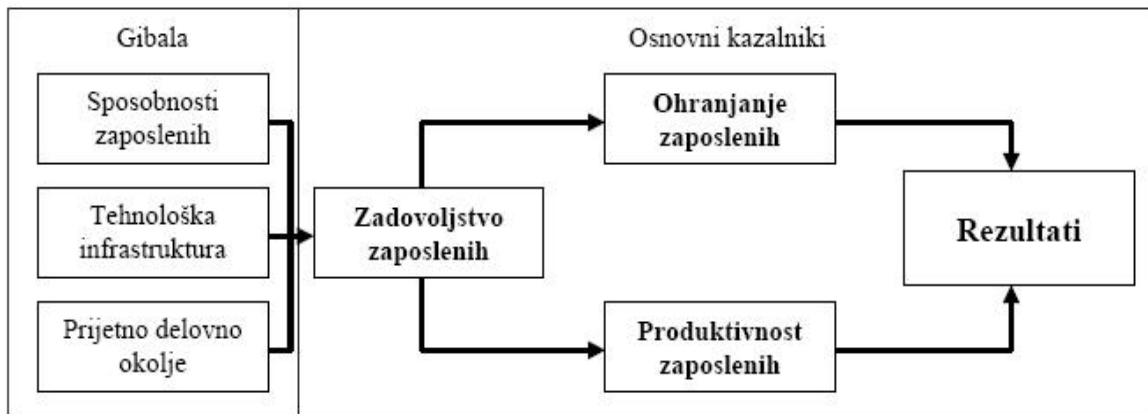 Gibala
Osnovni kazalniki
Sposobnosti
zaposlenih
Tehnološka
infrastruktura
Prijetno delovno
okolje
Zadovoljstvo
zaposlenih
Ohranjanje
zaposlenih
Produktivnost
zaposlenih
Rezultati